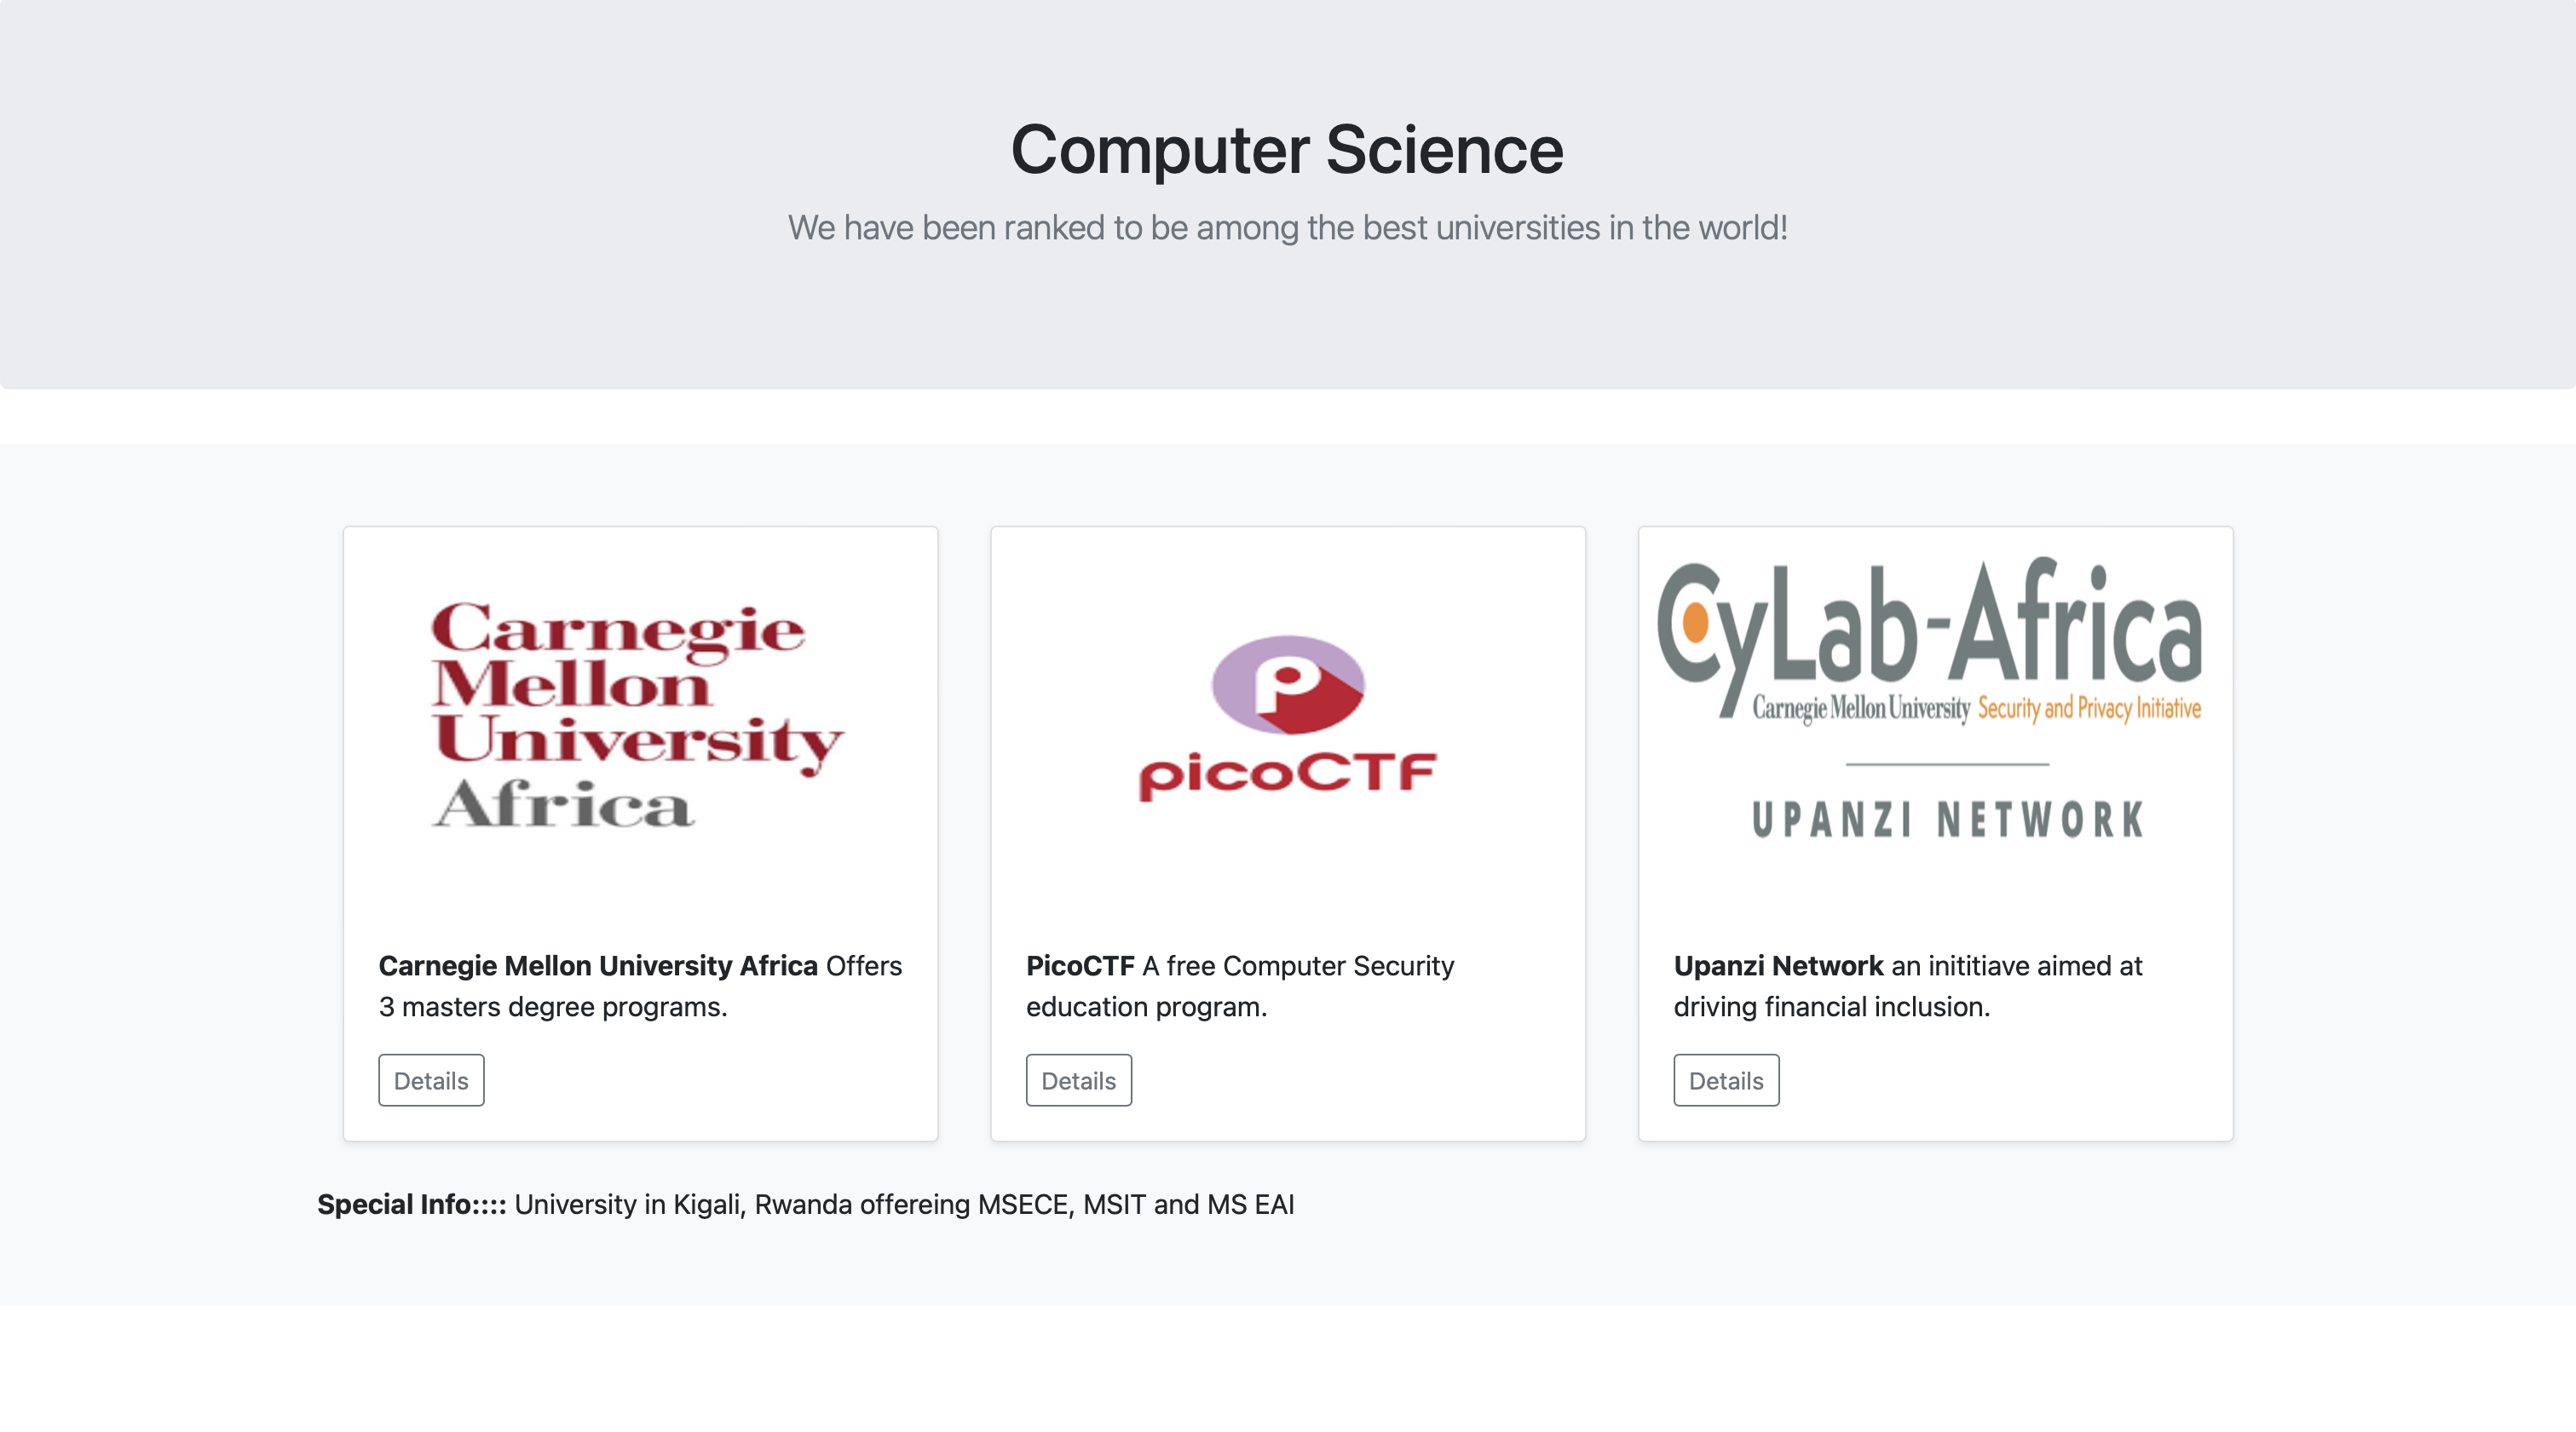 Computer Science
We have been ranked to be among the best universities in the world!
Carnegie
Mellon
University
Africa
Carnegie Mellon University Africa Offers
3 masters degree programs.
Details
picoCTF
PicoCTF A free Computer Security
education program.
Details
CyLab-Africa
Carnegie Mellon University Security and Privacy Initiative
UPANZI NETWORK
Upanzi Network an inititiave aimed at
driving financial inclusion.
Details
Special Info:::: University in Kigali, Rwanda offereing MSECE, MSIT and MS EAI